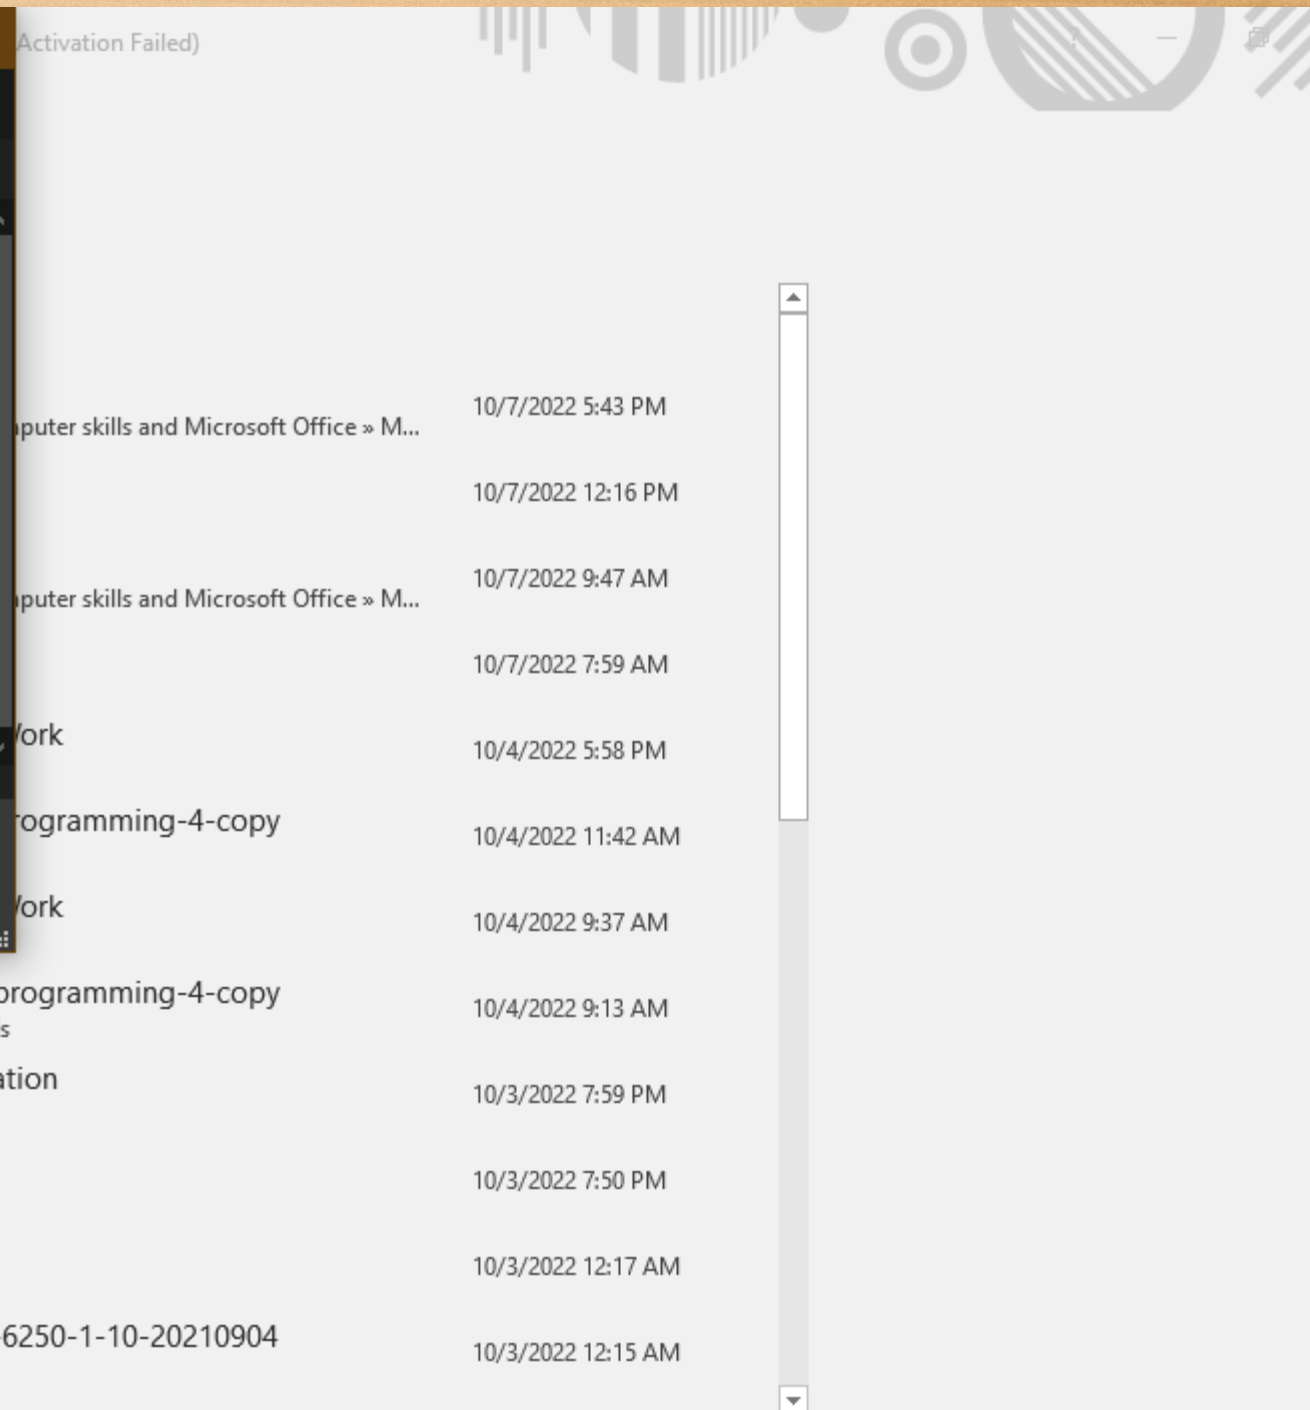 Activation Failed)
10/7/2022 5:43 PM
puter skills and Microsoft Office » M...
10/7/2022 12:16 PM
10/7/2022 9:47 AM
puter skills and Microsoft Office » M...
10/7/2022 7:59 AM
ork
10/4/2022 5:58 PM
rogramming-4-copy
10/4/2022 11:42 AM
ork
10/4/2022 9:37 AM
programming-4-copy
10/4/2022 9:13 AM
s
ation
10/3/2022 7:59 PM
10/3/2022 7:50 PM
10/3/2022 12:17 AM
-6250-1-10-20210904
10/3/2022 12:15 AM